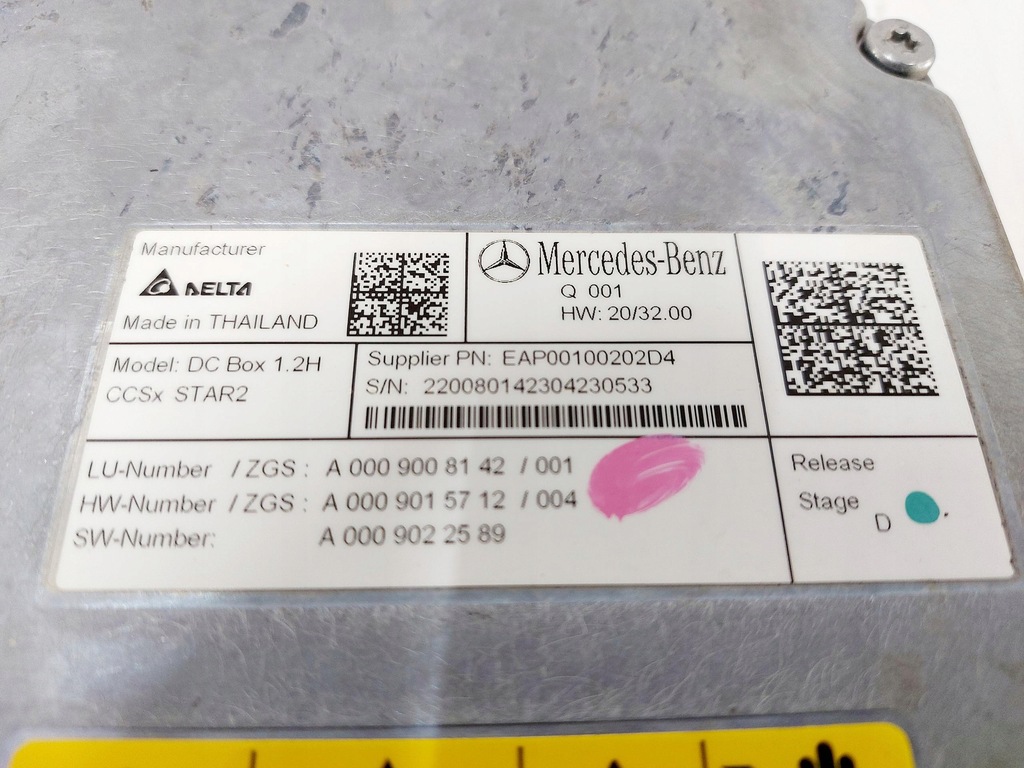 Manufacturer
DELTA
Made in THAILAND
Mercedes-Benz
Q 001
HW: 20/32.00
Model: DC Box 1.2H
CCSx STAR2
Supplier PN: EAP00100202D4
S/N: 220080142304230533
LU-Number / ZGS : A 000 900 81 42 / 001
HW-Number / ZGS : A 000 901 57 12 / 004
SW-Number: A 000 902 25 89
Release
Stage
D